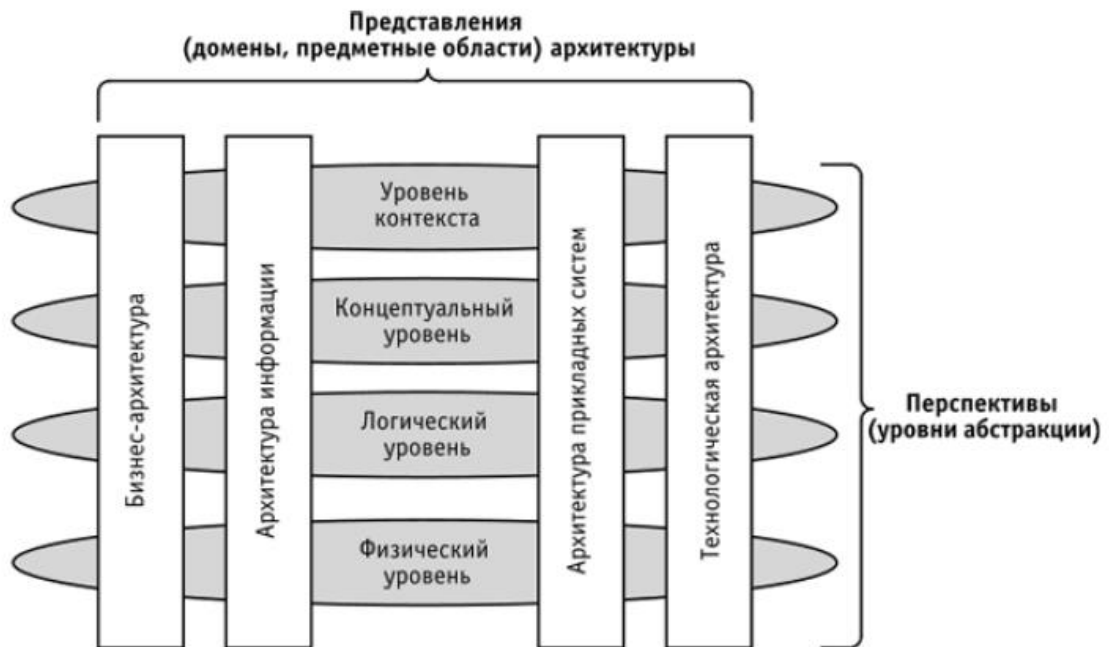 Представления
(домены, предметные области) архитектуры
Бизнес-архитектура
Архитектура информации
Уровень
контекста
Концептуальный
уровень
Логический
уровень
Физический
уровень
Архитектура прикладных систем
Технологическая архитектура
Перспективы
(уровни абстракции)